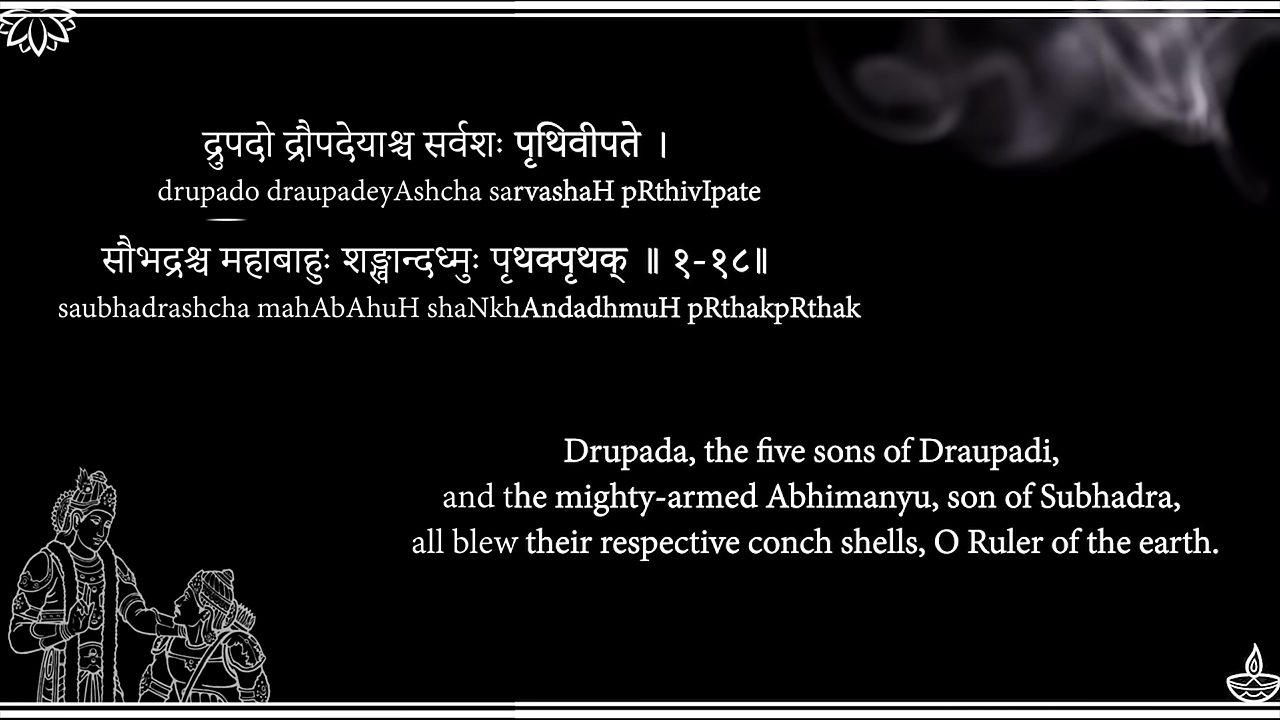 द्रुपदो द्रौपदेयाश्च सर्वशः पृथिवीपते ।
drupado draupadeyAshcha sarvashaH pRthivIpate
सौभद्रश्च महाबाहुः शङ्खान्दध्मुः पृथक्पृथक् ॥ १-१८॥
saubhadrashcha mahAbAhuH shaNkhAndadhmuH pRthakpRthak
Drupada, the five sons of Draupadi,
and the mighty-armed Abhimanyu, son of Subhadra,
all blew their respective conch shells, O Ruler of the earth.